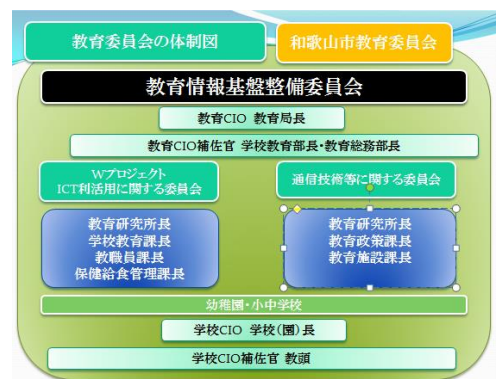 教育委員会の体制図
和歌山市教育委員会
教育情報基盤整備委員会
教育CIO 教育局長
教育CIO補佐官 学校教育部長・教育総務部長
Wプロジェクト
ICT利活用に関する委員会
通信技術等に関する委員会
教育研究所長
学校教育課長
教職員課長
保健給食管理課長
教育研究所長
教育政策課長
教育施設課長
幼稚園・小中学校
学校CIO 学校(園)長
学校CIO補佐官 教頭